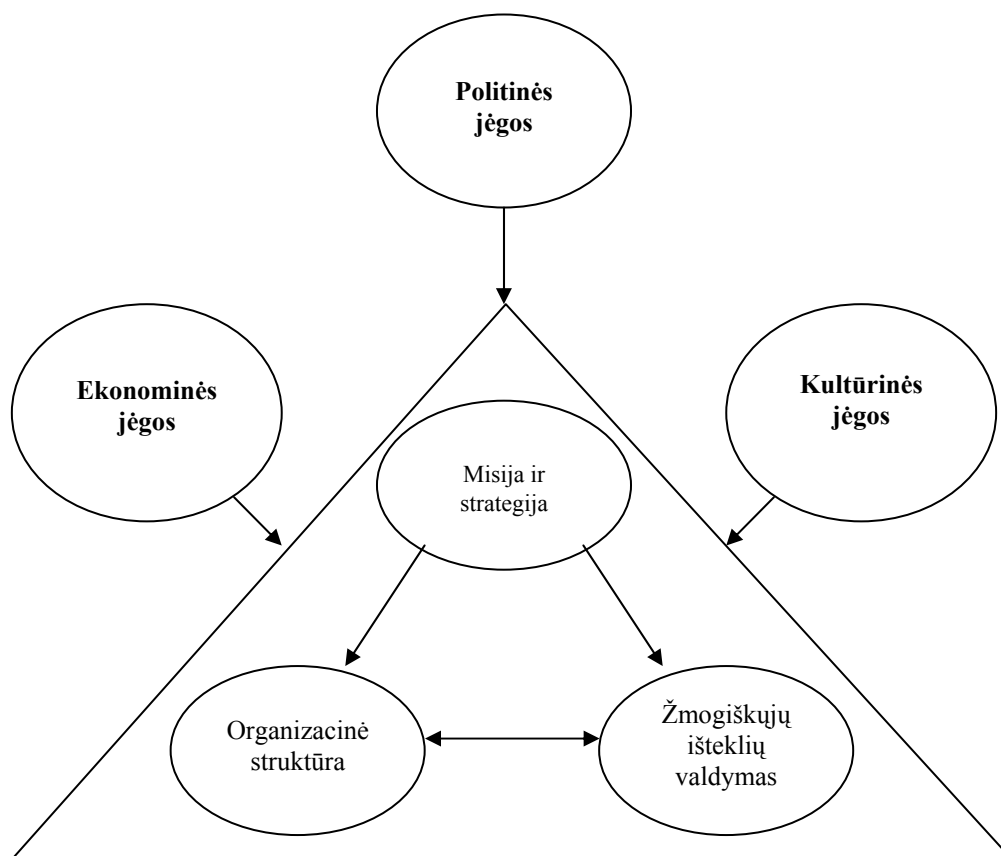 Politinės
jėgos
Ekonominės
jėgos
Kultūrinės
jėgos
Misija ir
strategija
Organizacinė
struktūra
Žmogiškųjų
išteklių
valdymas